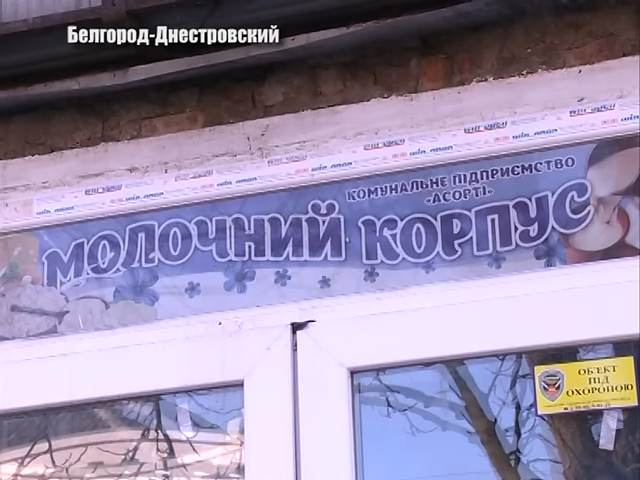 Белгород-Днестровский
КОМУНАЛЬНЕ ПІДПРИЄМСТВО
«АСОРТІ»
МОЛОЧНИЙ КОРПУС
ОБ'ЄКТ
ПІД
ОХОРОНОЮ